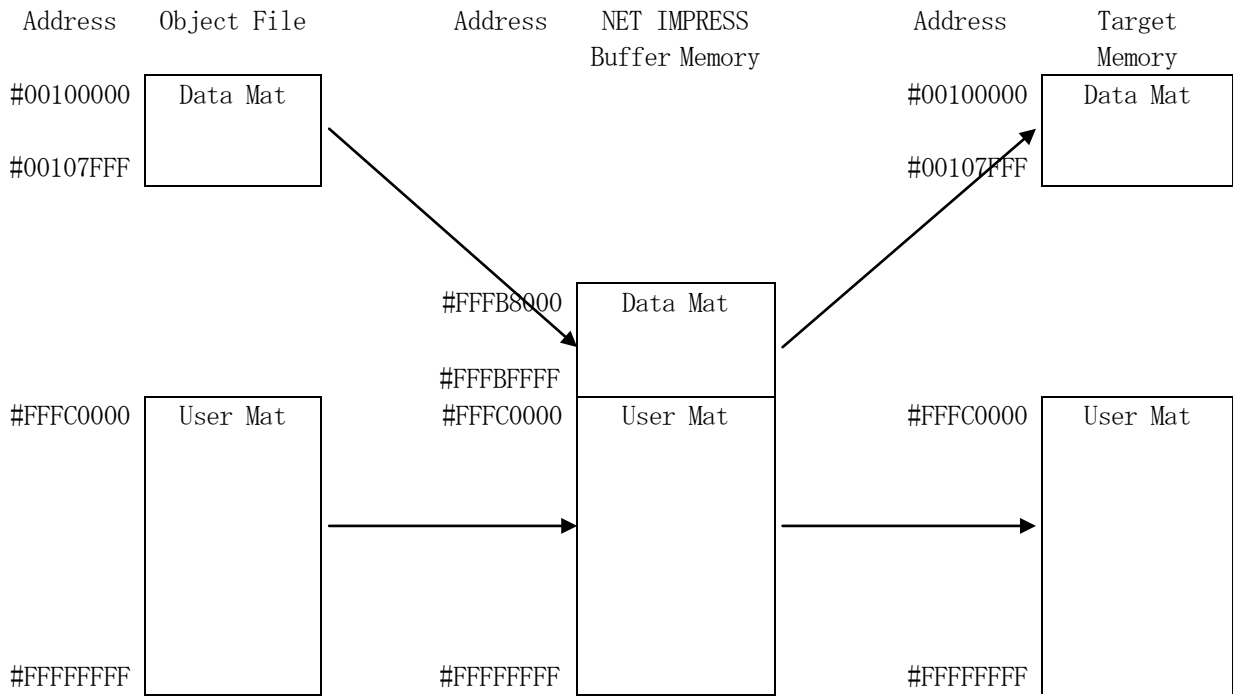 Address Object File Address NET IMPRESS Address Target
Buffer Memory Memory
#00100000 Data Mat #00100000 Data Mat
#00107FFF #00107FFF
#FFFB8000 Data Mat
#FFFBFFFF
#FFFC0000 User Mat #FFFC0000 User Mat #FFFC0000 User Mat
#FFFFFFFF #FFFFFFFF #FFFFFFFF